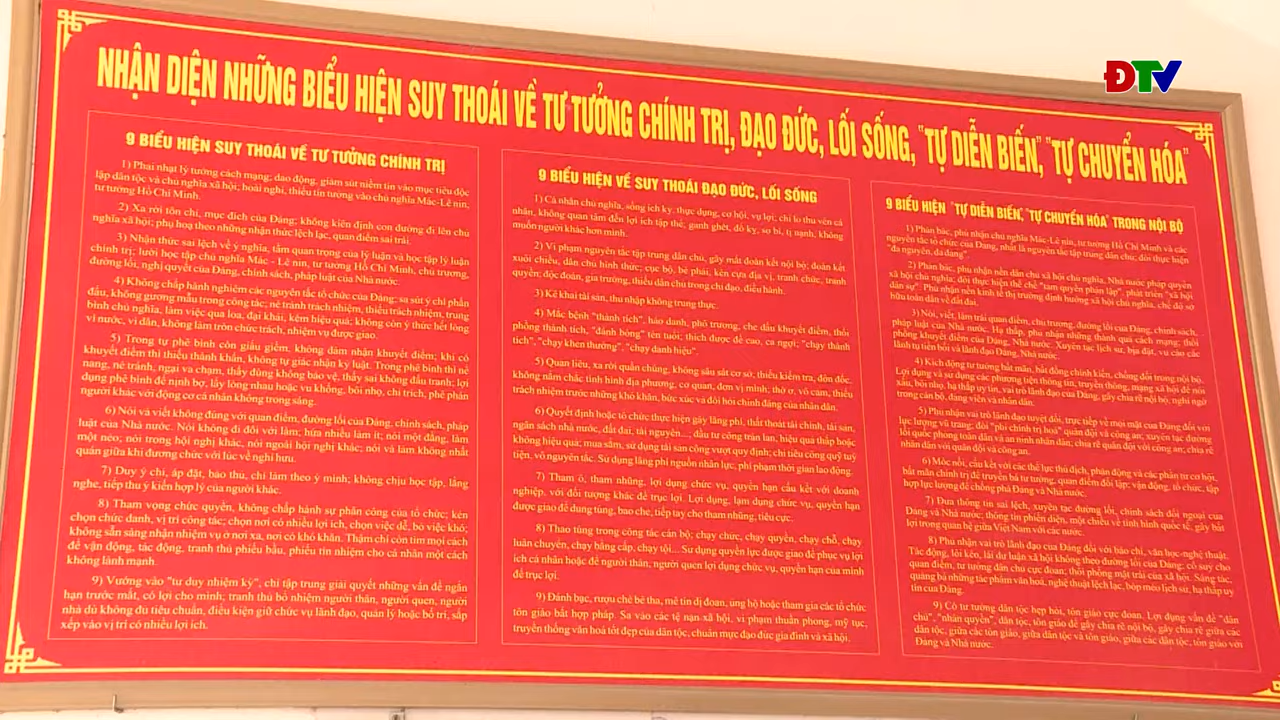 ĐTV
NHẬN DIỆN NHỮNG BIỂU HIỆN SUY THOÁI VỀ TƯ TƯỞNG CHÍNH TRỊ, ĐẠO ĐỨC, LỐI SỐNG, "TỰ DIỄN BIẾN", "TỰ CHUYỂN HÓA"
9 BIỂU HIỆN SUY THOÁI VỀ TƯ TƯỞNG CHÍNH TRỊ
1) Phai nhạt lý tưởng cách mạng; dao động, giảm sút niềm tin vào mục tiêu độc
lập dân tộc và chủ nghĩa xã hội; hoài nghi, thiếu tin tưởng vào chủ nghĩa Mác-Lê nin,
tư tưởng Hồ Chí Minh.
2) Xa rời tôn chỉ, mục đích của Đảng; không kiên định con đường đi lên chủ
nghĩa xã hội; phụ hoạ theo những nhận thức lệch lạc, quan điểm sai trái.
3) Nhận thức sai lệch về ý nghĩa, tầm quan trọng của lý luận và học tập lý luận
chính trị; lười học tập chủ nghĩa Mác - Lê nin, tư tưởng Hồ Chí Minh, chủ trương,
đường lối, nghị quyết của Đảng, chính sách, pháp luật của Nhà nước.
4) Không chấp hành nghiêm các nguyên tắc tổ chức của Đảng; sa sút ý chí phấn
đấu, không gương mẫu trong công tác; né tránh trách nhiệm, thiếu trách nhiệm, trung
bình chủ nghĩa, làm việc qua loa, đại khái, kém hiệu quả; không còn ý thức hết lòng
vì nước, vì dân, không làm tròn chức trách, nhiệm vụ được giao.
5) Trong tự phê bình còn giấu giếm, không dám nhận khuyết điểm; khi có
khuyết điểm thì thiếu thành khẩn, không tự giác nhận kỷ luật. Trong phê bình thì nể
nang, né tránh, ngại va chạm, thấy đúng không bảo vệ, thấy sai không đấu tranh; lợi
dụng phê bình để nịnh bợ, lấy lòng nhau hoặc vu khống, bôi nhọ, chỉ trích, phê phán
người khác với động cơ cá nhân không trong sáng.
6) Nói và viết không đúng với quan điểm, đường lối của Đảng, chính sách, pháp
luật của Nhà nước. Nói không đi đôi với làm; hứa nhiều làm ít; nói một đằng, làm
một nẻo; nói trong hội nghị khác, nói ngoài hội nghị khác; nói và làm không nhất
quán giữa khi đương chức với lúc về nghỉ hưu.
7) Duy ý chí, áp đặt, bảo thủ, chỉ làm theo ý mình; không chịu học tập, lắng
nghe, tiếp thu ý kiến hợp lý của người khác.
8) Tham vọng chức quyền, không chấp hành sự phân công của tổ chức; kén
chọn chức danh, vị trí công tác; chọn nơi có nhiều lợi ích, chọn việc dễ, bỏ việc khó;
không sẵn sàng nhận nhiệm vụ ở nơi xa, nơi có khó khăn. Thậm chí còn tìm mọi cách
để vận động, tác động, tranh thủ phiếu bầu, phiếu tín nhiệm cho cá nhân một cách
không lành mạnh.
9) Vướng vào "tư duy nhiệm kỳ", chỉ tập trung giải quyết những vấn đề ngắn
hạn trước mắt, có lợi cho mình; tranh thủ bổ nhiệm người thân, người quen, người
nhà dù không đủ tiêu chuẩn, điều kiện giữ chức vụ lãnh đạo, quản lý hoặc bố trí, sắp
xếp vào vị trí có nhiều lợi ích.
9 BIỂU HIỆN VỀ SUY THOÁI ĐẠO ĐỨC, LỐI SỐNG
1) Cá nhân chủ nghĩa, sống ích kỷ, thực dụng, cơ hội, vụ lợi; chỉ lo thu vén cá
nhân, không quan tâm đến lợi ích tập thể; ganh ghét, đố kỵ, so bì, tị nạnh, không
muốn người khác hơn mình.
2) Vi phạm nguyên tắc tập trung dân chủ, gây mất đoàn kết nội bộ; đoàn kết
xuôi chiều, dân chủ hình thức; cục bộ, bè phái, kèn cựa địa vị, tranh chức, tranh
quyền; độc đoán, gia trưởng, thiếu dân chủ trong chỉ đạo, điều hành.
3) Kê khai tài sản, thu nhập không trung thực.
4) Mắc bệnh "thành tích", háo danh, phô trương, che dấu khuyết điểm, thổi
phồng thành tích, "đánh bóng" tên tuổi; thích được đề cao, ca ngợi; "chạy thành
tích", "chạy khen thưởng", "chạy danh hiệu".
5) Quan liêu, xa rời quần chúng, không sâu sát cơ sở, thiếu kiểm tra, đôn đốc,
không nắm chắc tình hình địa phương, cơ quan, đơn vị mình; thờ ơ, vô cảm, thiếu
trách nhiệm trước những khó khăn, bức xúc và đòi hỏi chính đáng của nhân dân.
6) Quyết định hoặc tổ chức thực hiện gây lãng phí, thất thoát tài chính, tài sản,
ngân sách nhà nước, đất đai, tài nguyên...; đầu tư công tràn lan, hiệu quả thấp hoặc
không hiệu quả; mua sắm, sử dụng tài sản công vượt quy định; chi tiêu công quỹ tuỳ
tiện, vô nguyên tắc. Sử dụng lãng phí nguồn nhân lực, phí phạm thời gian lao động.
7) Tham ô, tham nhũng, lợi dụng chức vụ, quyền hạn cấu kết với doanh
nghiệp, với đối tượng khác để trục lợi. Lợi dụng, lạm dụng chức vụ, quyền hạn
được giao để dung túng, bao che, tiếp tay cho tham nhũng, tiêu cực.
8) Thao túng trong công tác cán bộ; chạy chức, chạy quyền, chạy chỗ, chạy
luân chuyển, chạy bằng cấp, chạy tội... Sử dụng quyền lực được giao để phục vụ lợi
ích cá nhân hoặc để người thân, người quen lợi dụng chức vụ, quyền hạn của mình
để trục lợi.
9) Đánh bạc, rượu chè bê tha, mê tín dị đoan, ủng hộ hoặc tham gia các tổ chức
tôn giáo bất hợp pháp. Sa vào các tệ nạn xã hội, vi phạm thuần phong, mỹ tục,
truyền thống văn hoá tốt đẹp của dân tộc, chuẩn mực đạo đức gia đình và xã hội.
9 BIỂU HIỆN "TỰ DIỄN BIẾN", "TỰ CHUYỂN HÓA" TRONG NỘI BỘ
1) Phản bác, phủ nhận chủ nghĩa Mác-Lê nin, tư tưởng Hồ Chí Minh và các
nguyên tắc tổ chức của Đảng, nhất là nguyên tắc tập trung dân chủ; đòi thực hiện
"đa nguyên, đa đảng".
2) Phản bác, phủ nhận nền dân chủ xã hội chủ nghĩa, Nhà nước pháp quyền
xã hội chủ nghĩa; đòi thực hiện thể chế "tam quyền phân lập", phát triển "xã hội
dân sự". Phủ nhận nền kinh tế thị trường định hướng xã hội chủ nghĩa, chế độ sở
hữu toàn dân về đất đai.
3) Nói, viết, làm trái quan điểm, chủ trương, đường lối của Đảng, chính sách,
pháp luật của Nhà nước. Hạ thấp, phủ nhận những thành quả cách mạng; thổi
phồng khuyết điểm của Đảng, Nhà nước. Xuyên tạc lịch sử, bịa đặt, vu cáo các
lãnh tụ tiền bối và lãnh đạo Đảng, Nhà nước.
4) Kích động tư tưởng bất mãn, bất đồng chính kiến, chống đối trong nội bộ.
Lợi dụng và sử dụng các phương tiện thông tin, truyền thông, mạng xã hội để nói
xấu, bôi nhọ, hạ thấp uy tín, vai trò lãnh đạo của Đảng, gây chia rẽ nội bộ, nghi ngờ
trong cán bộ, đảng viên và nhân dân.
5) Phủ nhận vai trò lãnh đạo tuyệt đối, trực tiếp về mọi mặt của Đảng đối với
lực lượng vũ trang; đòi "phi chính trị hoá" quân đội và công an; xuyên tạc đường
lối quốc phòng toàn dân và an ninh nhân dân; chia rẽ quân đội với công an; chia rẽ
nhân dân với quân đội và công an.
6) Móc nối, cấu kết với các thế lực thù địch, phản động và các phần tử cơ hội,
bất mãn chính trị để truyền bá tư tưởng, quan điểm đối lập; vận động, tổ chức, tập
hợp lực lượng để chống phá Đảng và Nhà nước.
7) Đưa thông tin sai lệch, xuyên tạc đường lối, chính sách đối ngoại của
Đảng và Nhà nước; thông tin phiến diện, một chiều về tình hình quốc tế, gây bất
lợi trong quan hệ giữa Việt Nam với các nước.
8) Phủ nhận vai trò lãnh đạo của Đảng đối với báo chí, văn học-nghệ thuật.
Tác động, lôi kéo, lái dư luận xã hội không theo đường lối của Đảng; cổ suý cho
quan điểm, tư tưởng dân chủ cực đoan; thổi phồng mặt trái của xã hội. Sáng tác,
quảng bá những tác phẩm văn hoá, nghệ thuật lệch lạc, bóp méo lịch sử, hạ thấp uy
tín của Đảng.
9) Có tư tưởng dân tộc hẹp hòi, tôn giáo cực đoan. Lợi dụng vấn đề "dân
chủ", "nhân quyền", dân tộc, tôn giáo để gây chia rẽ nội bộ, gây chia rẽ giữa các
dân tộc, giữa các tôn giáo, giữa dân tộc và tôn giáo, giữa các dân tộc, tôn giáo với
Đảng và Nhà nước.